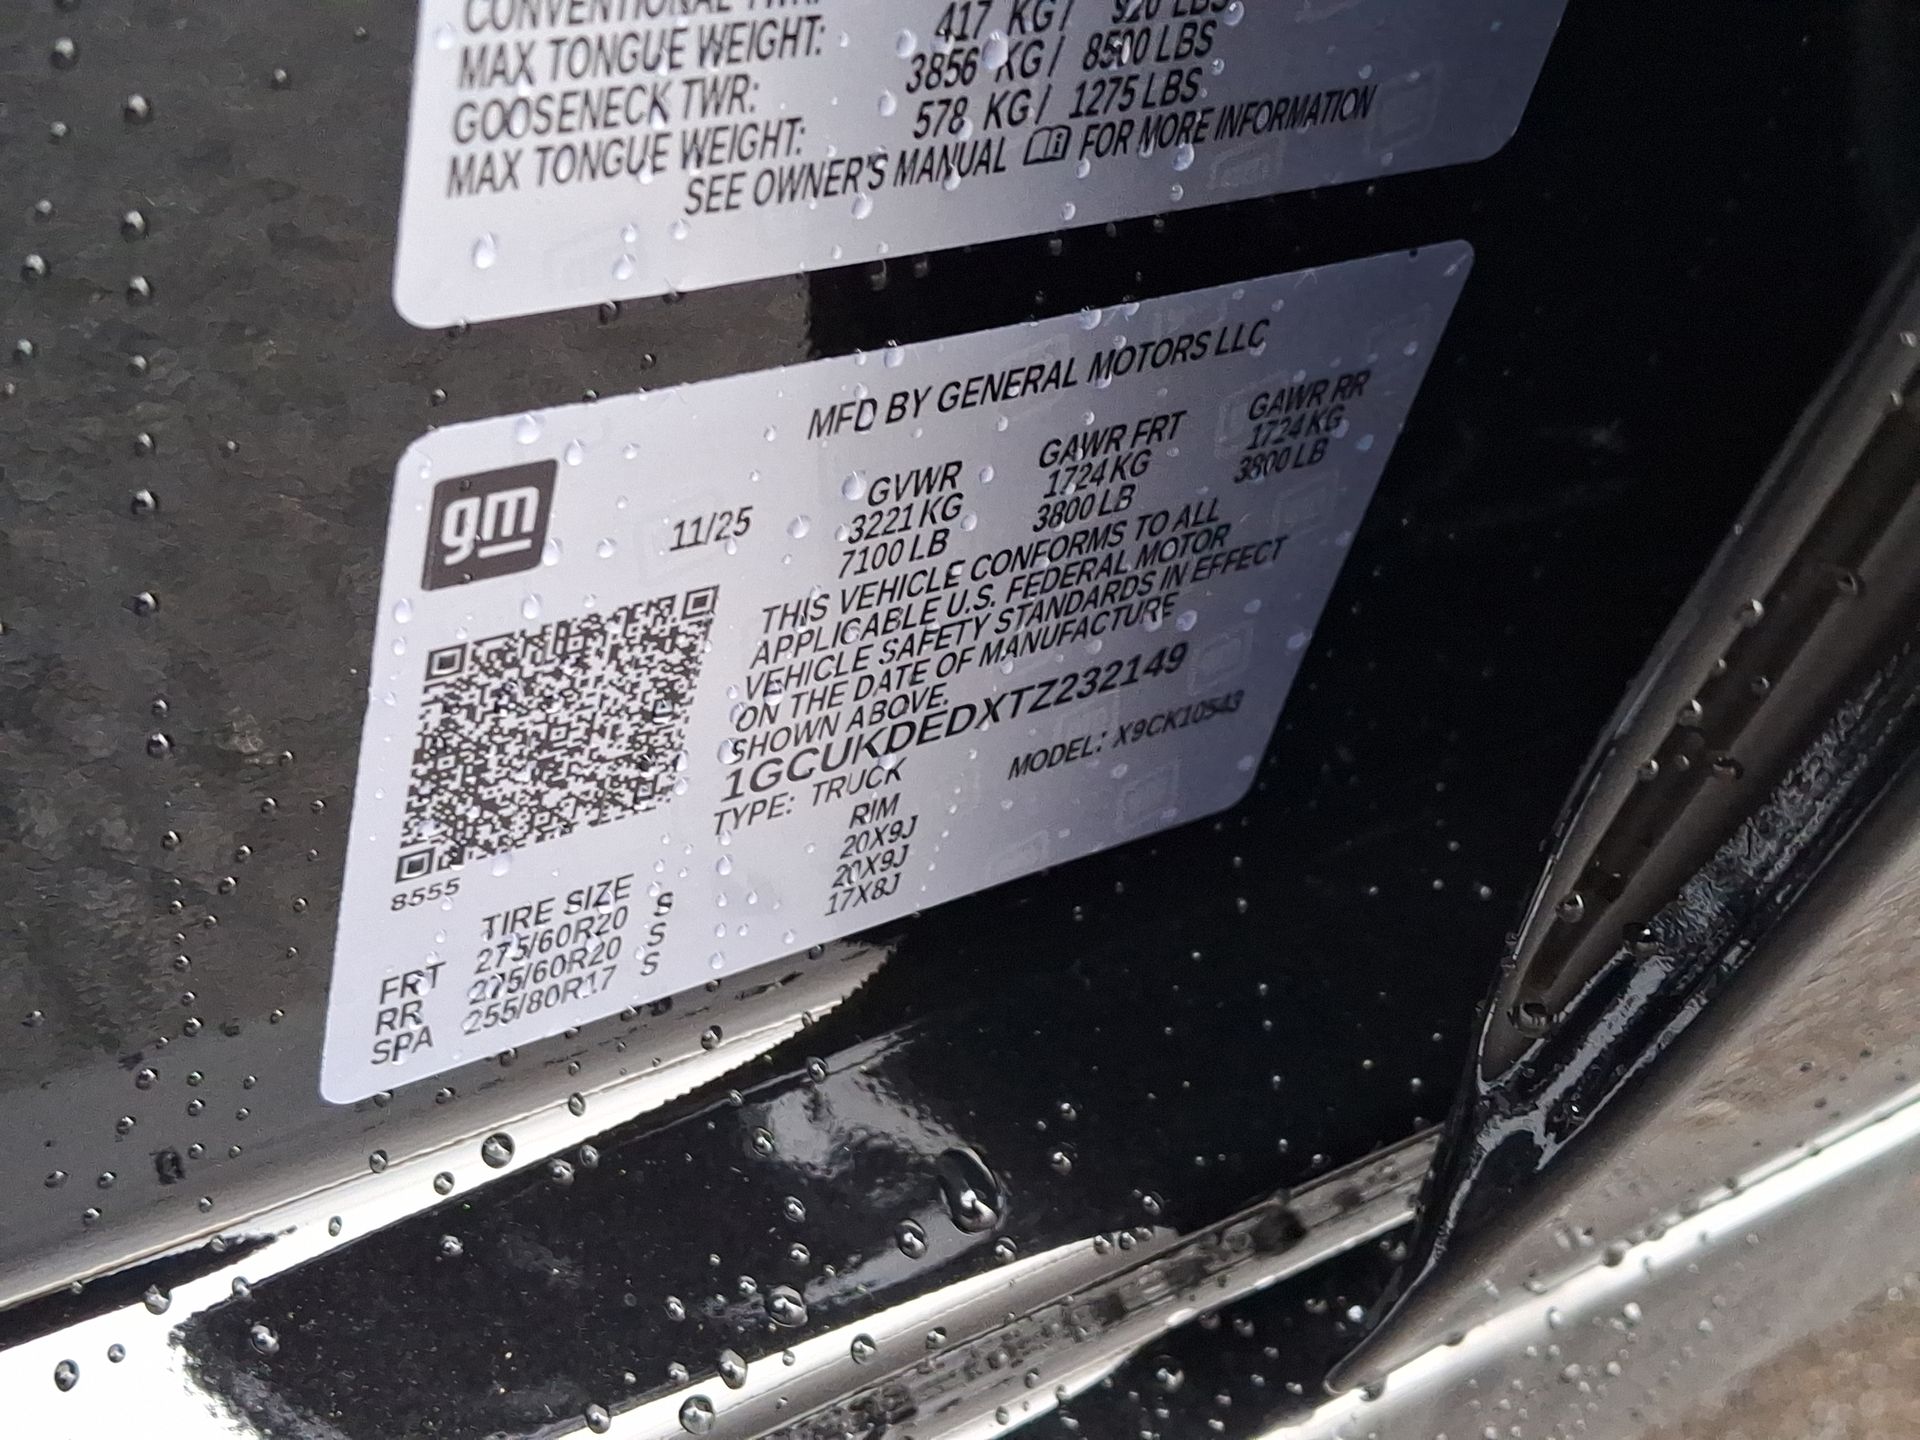 CONVENTIONAL TWR:
MAX TONGUE WEIGHT: 417 KG / 920 LBS
GOOSENECK TWR: 3856 KG / 8500 LBS
MAX TONGUE WEIGHT: 578 KG / 1275 LBS
SEE OWNER'S MANUAL FOR MORE INFORMATION
MFD BY GENERAL MOTORS LLC
gm
11/25
GVWR GAWR FRT GAWR RR
3221 KG 1724 KG 1724 KG
7100 LB 3800 LB 3800 LB
THIS VEHICLE CONFORMS TO ALL
APPLICABLE U.S. FEDERAL MOTOR
VEHICLE SAFETY STANDARDS IN EFFECT
ON THE DATE OF MANUFACTURE
SHOWN ABOVE.
1GCUKDEDXTZ232149
TYPE: TRUCK MODEL: X9CK10543
8555
TIRE SIZE RIM
FRT 275/60R20 S 20X9J
RR 275/60R20 S 20X9J
SPA 255/80R17 S 17X8J